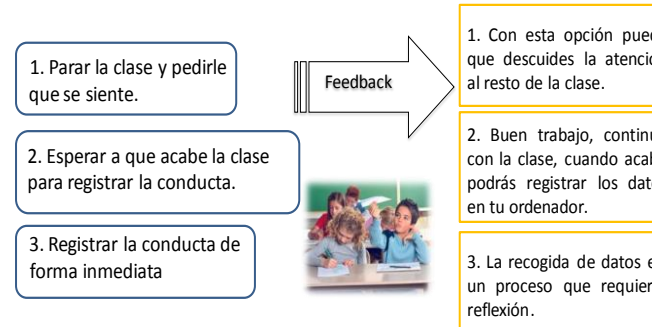 1. Parar la clase y pedirle
que se siente.
2. Esperar a que acabe la clase
para registrar la conducta.
3. Registrar la conducta de
forma inmediata
Feedback
1. Con esta opción
que descuides la
al resto de la clase.
2. Buen trabajo,
con la clase, cuando
podrás registrar los
en tu ordenador.
3. La recogida de datos
un proceso que
reflexión.